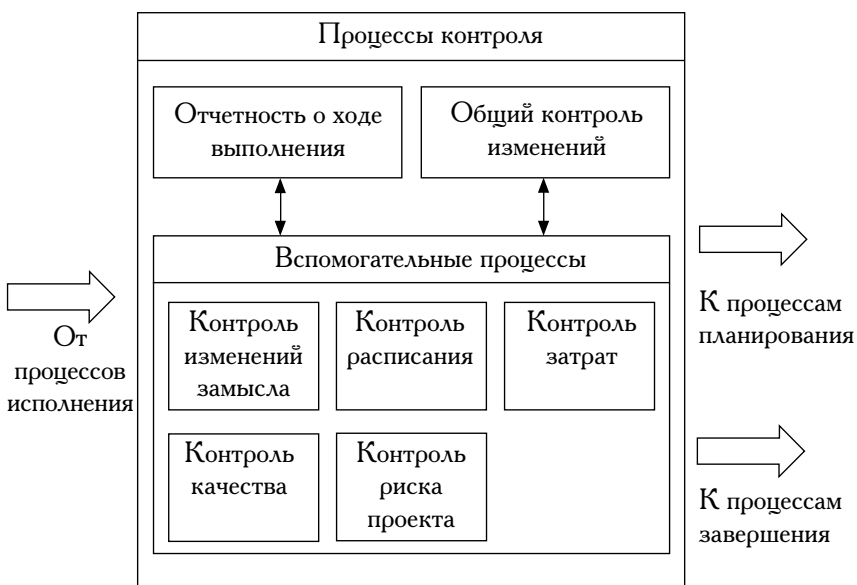 Процессы контроля
Отчетность о ходе
выполнения
Общий контроль
изменений
Вспомогательные процессы
От
процессов
исполнения
Контроль
изменений
замысла
Контроль
расписания
Контроль
затрат
Контроль
качества
Контроль
риска
проекта
К процессам
планирования
К процессам
завершения